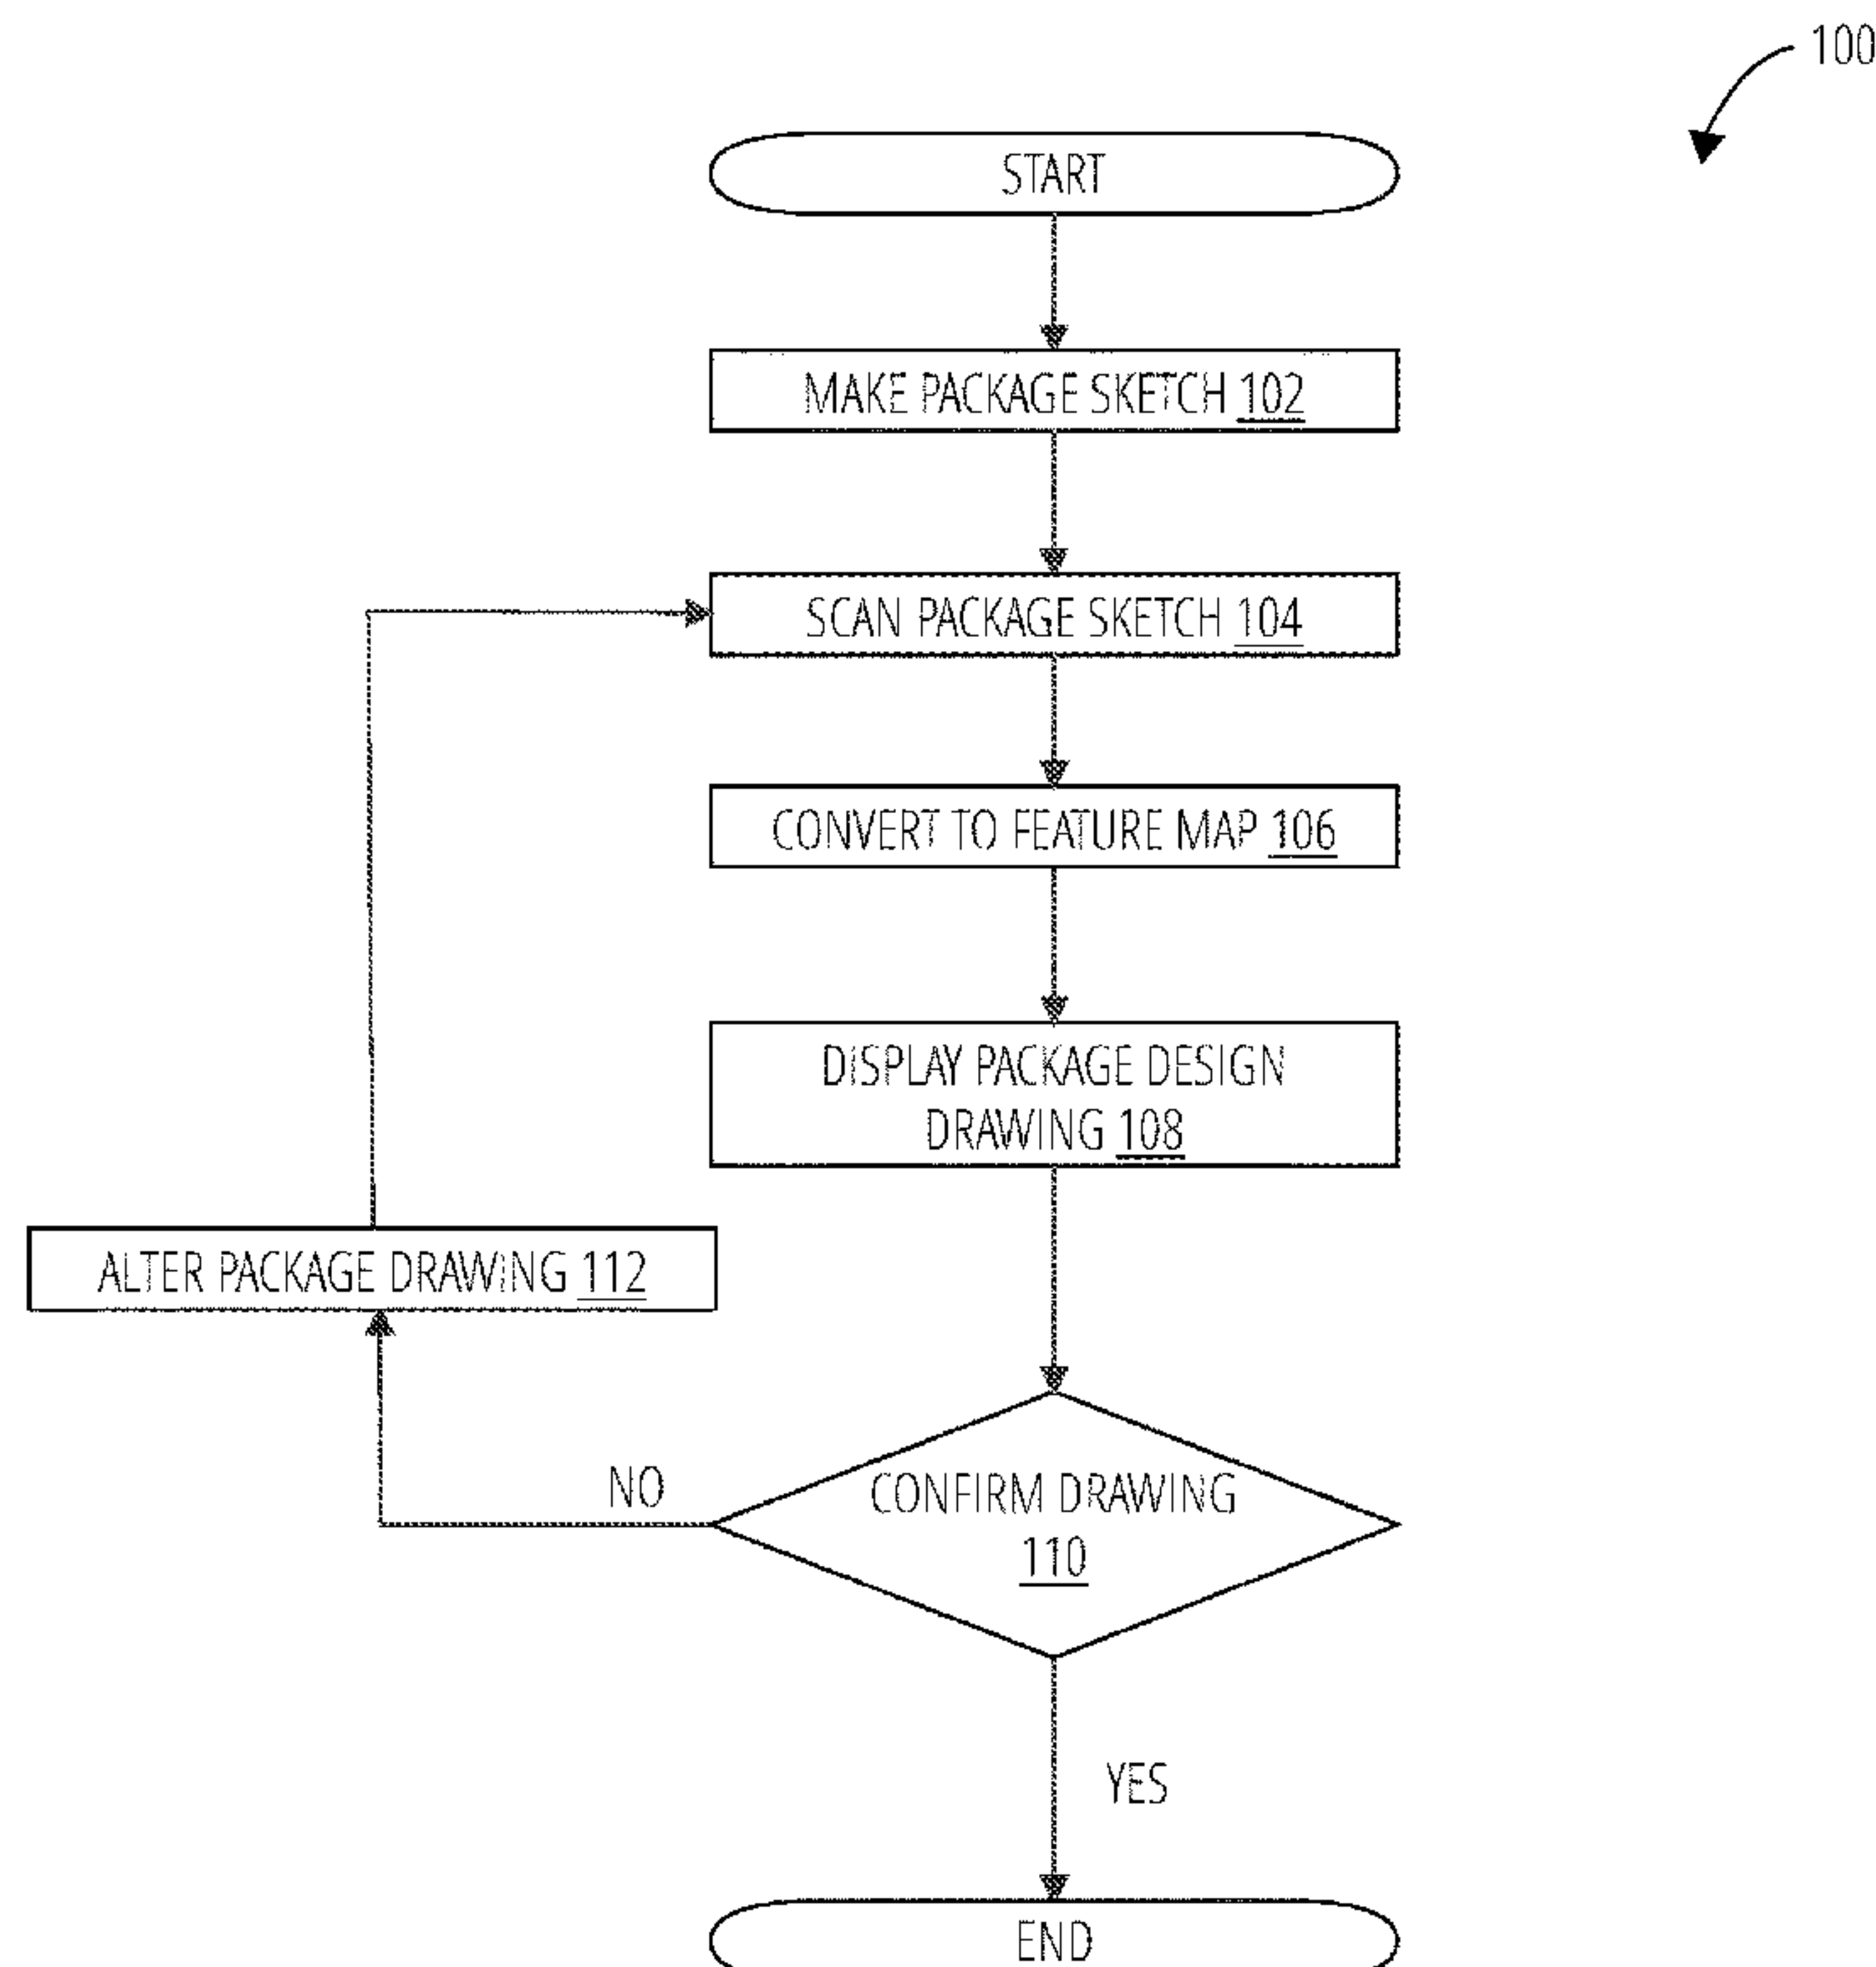 100
START
MAKE PACKAGE SKETCH 102
SCAN PACKAGE SKETCH 104
CONVERT TO FEATURE MAP 106
DISPLAY PACKAGE DESIGN
DRAWING 108
ALTER PACKAGE DRAWING 112
NO
CONFIRM DRAWING
110
YES
END